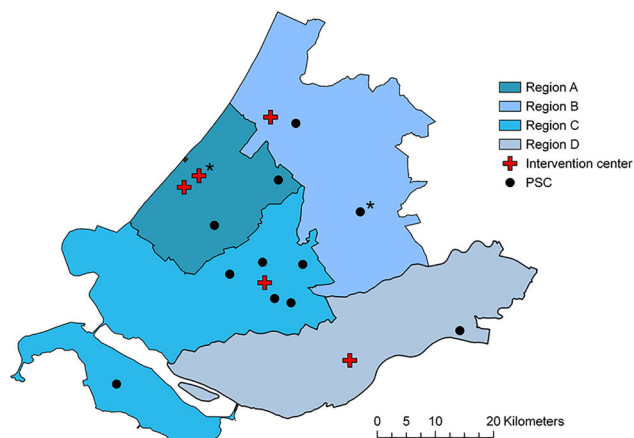 Region A
Region B
Region C
Region D
Intervention center
PSC
*
*
0 5 10 20 Kilometers